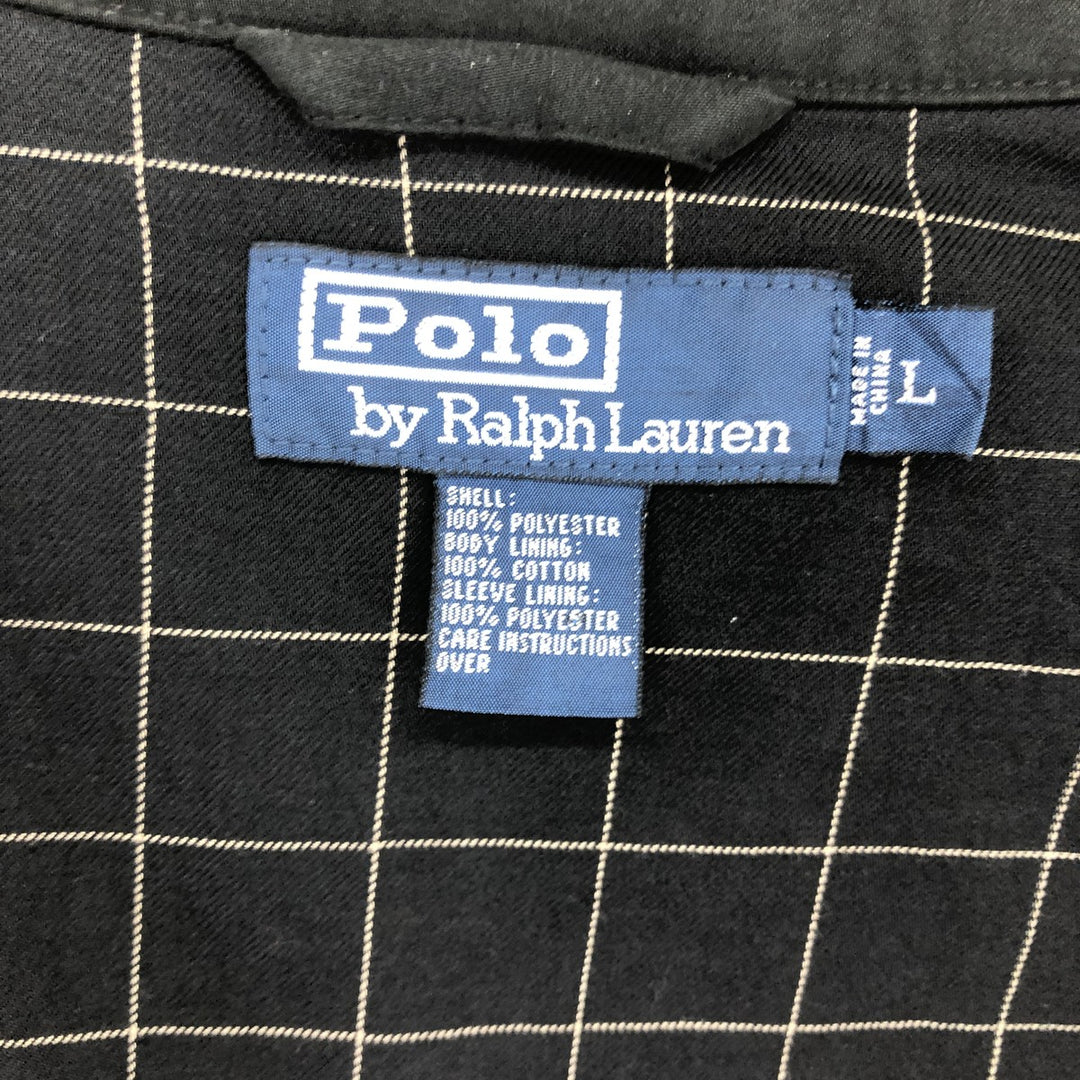 Polo
by Ralph Lauren
MADE IN
CHINA
L
SHELL:
100% POLYESTER
BODY LINING:
100% COTTON
SLEEVE LINING:
100% POLYESTER
CARE INSTRUCTIONS
OVER